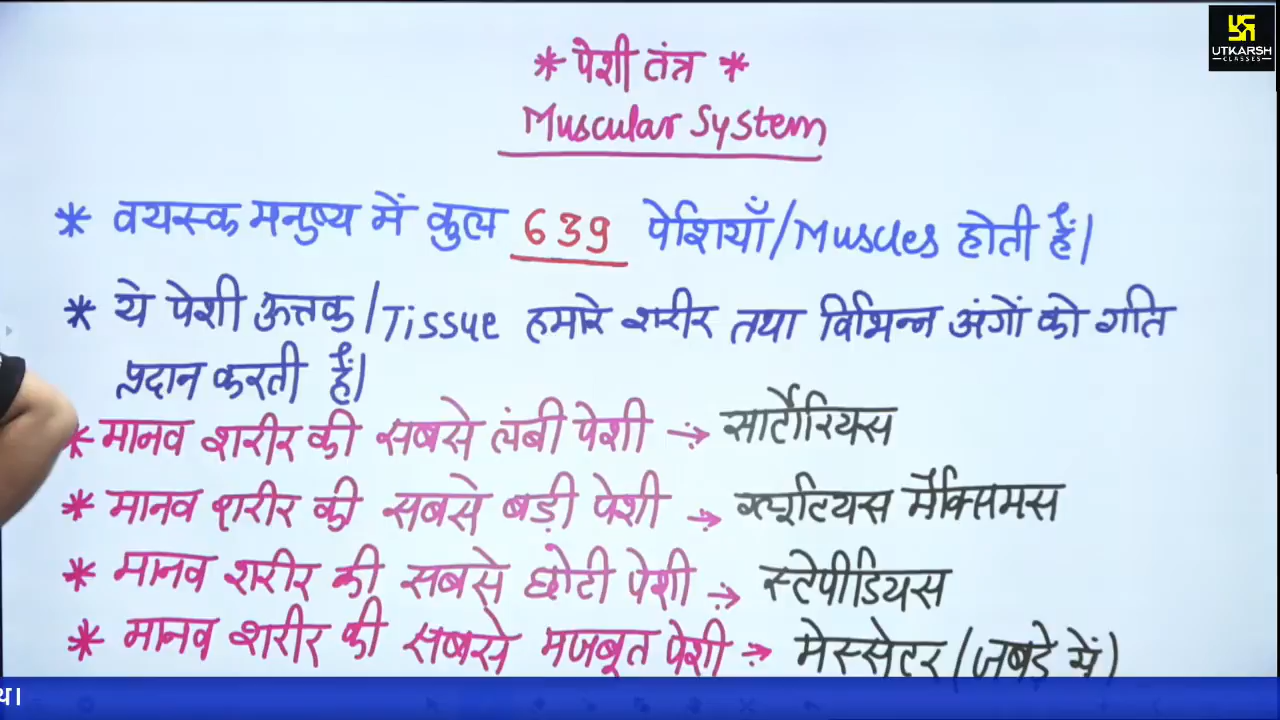 UTKARSH
CLASSES
* पेशी तंत्र *
Muscular System
* वयस्क मनुष्य में कुल 639 पेशियाँ/Muscles होती हैं।
* ये पेशी ऊत्तक/Tissue हमारे शरीर तथा विभिन्न अंगों को गति
प्रदान करती हैं।
* मानव शरीर की सबसे लंबी पेशी → सार्टोरियस
* मानव शरीर की सबसे बड़ी पेशी → मैक्सिमस
* मानव शरीर की सबसे छोटी पेशी → स्टेपीडियस
* मानव शरीर की सबसे मजबूत पेशी → मेस्सेटर (जबड़े में)